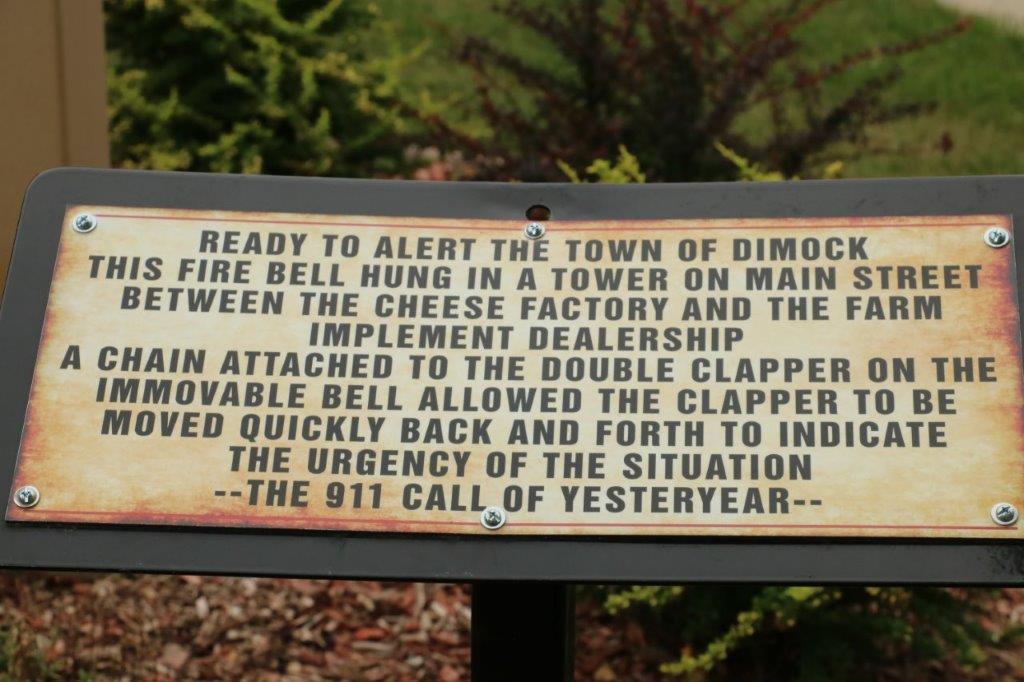 READY TO ALERT THE TOWN OF DIMOCK
THIS FIRE BELL HUNG IN A TOWER ON MAIN STREET
BETWEEN THE CHEESE FACTORY AND THE FARM
IMPLEMENT DEALERSHIP
A CHAIN ATTACHED TO THE DOUBLE CLAPPER ON THE
IMMOVABLE BELL ALLOWED THE CLAPPER TO BE
MOVED QUICKLY BACK AND FORTH TO INDICATE
THE URGENCY OF THE SITUATION
--THE 911 CALL OF YESTERYEAR--